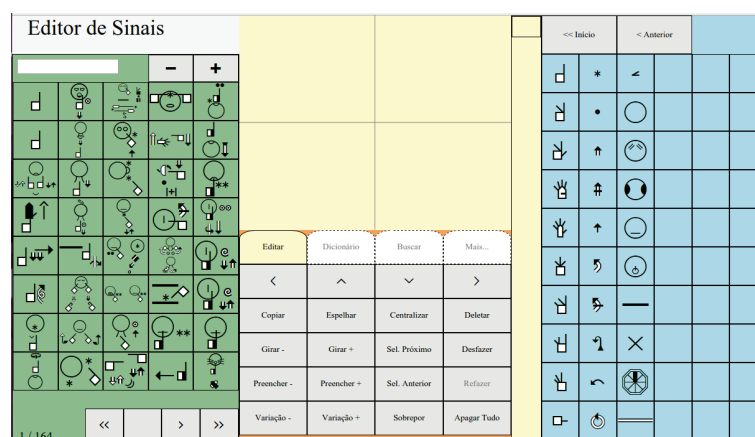 Editor de Sinais
<< Início < Anterior
- +
Editar Dicionário Buscar Mais...
< ^ ˅ >
Copiar Espelhar Centralizar Deletar
Girar - Girar + Sel. Próximo Desfazer
Preencher - Preencher + Sel. Anterior Refazer
Variação - Variação + Sobrepor Apagar Tudo
<< > >>
1 / 164